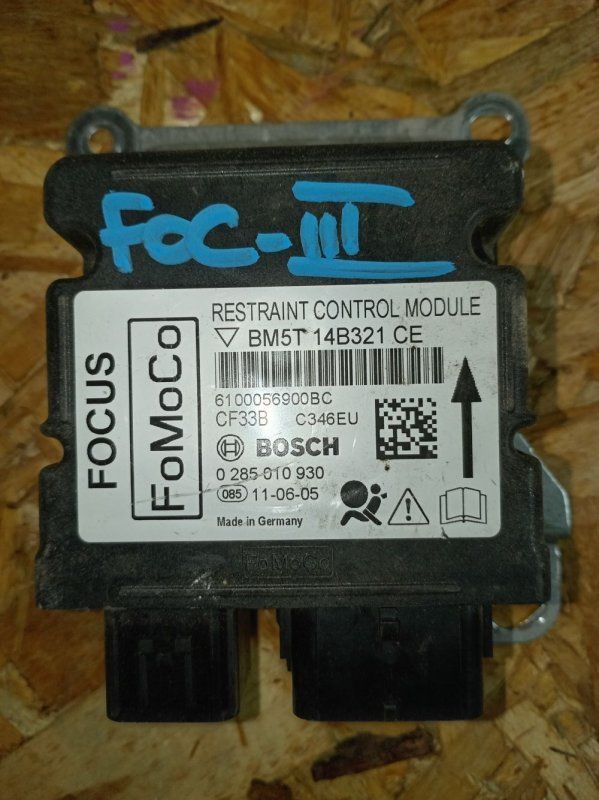 FOC-III
RESTRAINT CONTROL MODULE
BM5T 14B321 CE
6100056900BC
CF33B C346EU
BOSCH
0 285 010 930
085 11-06-05
Made in Germany
FOCUS
FoMoCo
FoMoCo